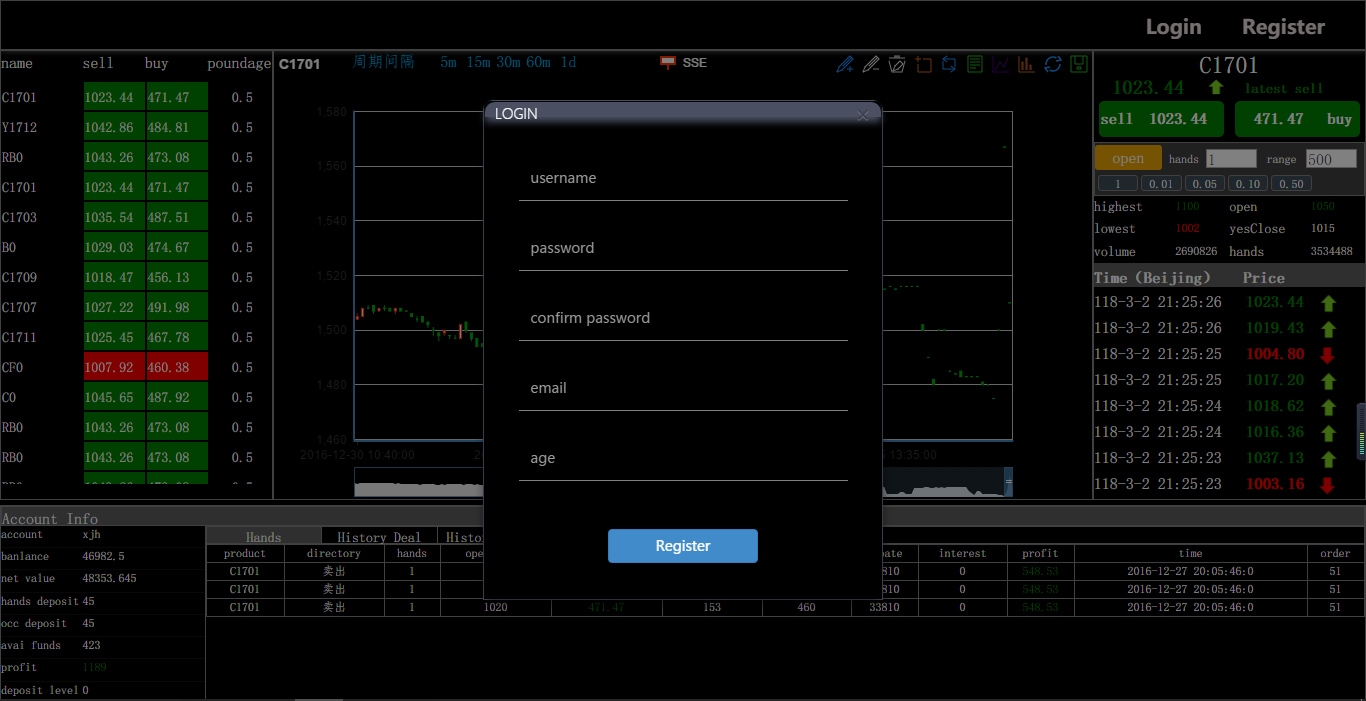 Login Register
name sell buy poundage
C1701 1023.44 471.47 0.5
Y1712 1042.86 484.81 0.5
RB0 1043.26 473.08 0.5
C1701 1023.44 471.47 0.5
C1703 1035.54 487.51 0.5
B0 1029.03 474.67 0.5
C1709 1018.47 456.13 0.5
C1707 1027.22 491.98 0.5
C1711 1025.45 467.78 0.5
CF0 1007.92 460.38 0.5
C0 1045.65 487.92 0.5
RB0 1043.26 473.08 0.5
RB0 1043.26 473.08 0.5
C1701 周期间隔 5m 15m 30m 60m 1d SSE
1,580
1,560
1,540
1,520
1,500
1,480
1,460
2016-12-30 10:40:00
13:35:00
LOGIN
username
password
confirm password
email
age
Register
C1701
1023.44 latest sell
sell 1023.44 471.47 buy
open hands 1 range 500
1 0.01 0.05 0.10 0.50
highest 1100 open 1050
lowest 1002 yesClose 1015
volume 2690826 hands 3534488
Time (Beijing) Price
118-3-2 21:25:26 1023.44
118-3-2 21:25:26 1019.43
118-3-2 21:25:25 1004.80
118-3-2 21:25:25 1017.20
118-3-2 21:25:24 1018.62
118-3-2 21:25:24 1016.36
118-3-2 21:25:23 1037.13
118-3-2 21:25:23 1003.16
Account Info
account xjh
banlance 46982.5
net value 48353.645
hands deposit 45
occ deposit 45
avai funds 423
profit 1189
deposit level 0
Hands History Deal
product directory hands interest profit time order
C1701 卖出 1 0 548.53 2016-12-27 20:05:46:0 51
C1701 卖出 1 0 548.53 2016-12-27 20:05:46:0 51
C1701 卖出 1 1020 471.47 153 460 33810 0 548.53 2016-12-27 20:05:46:0 51